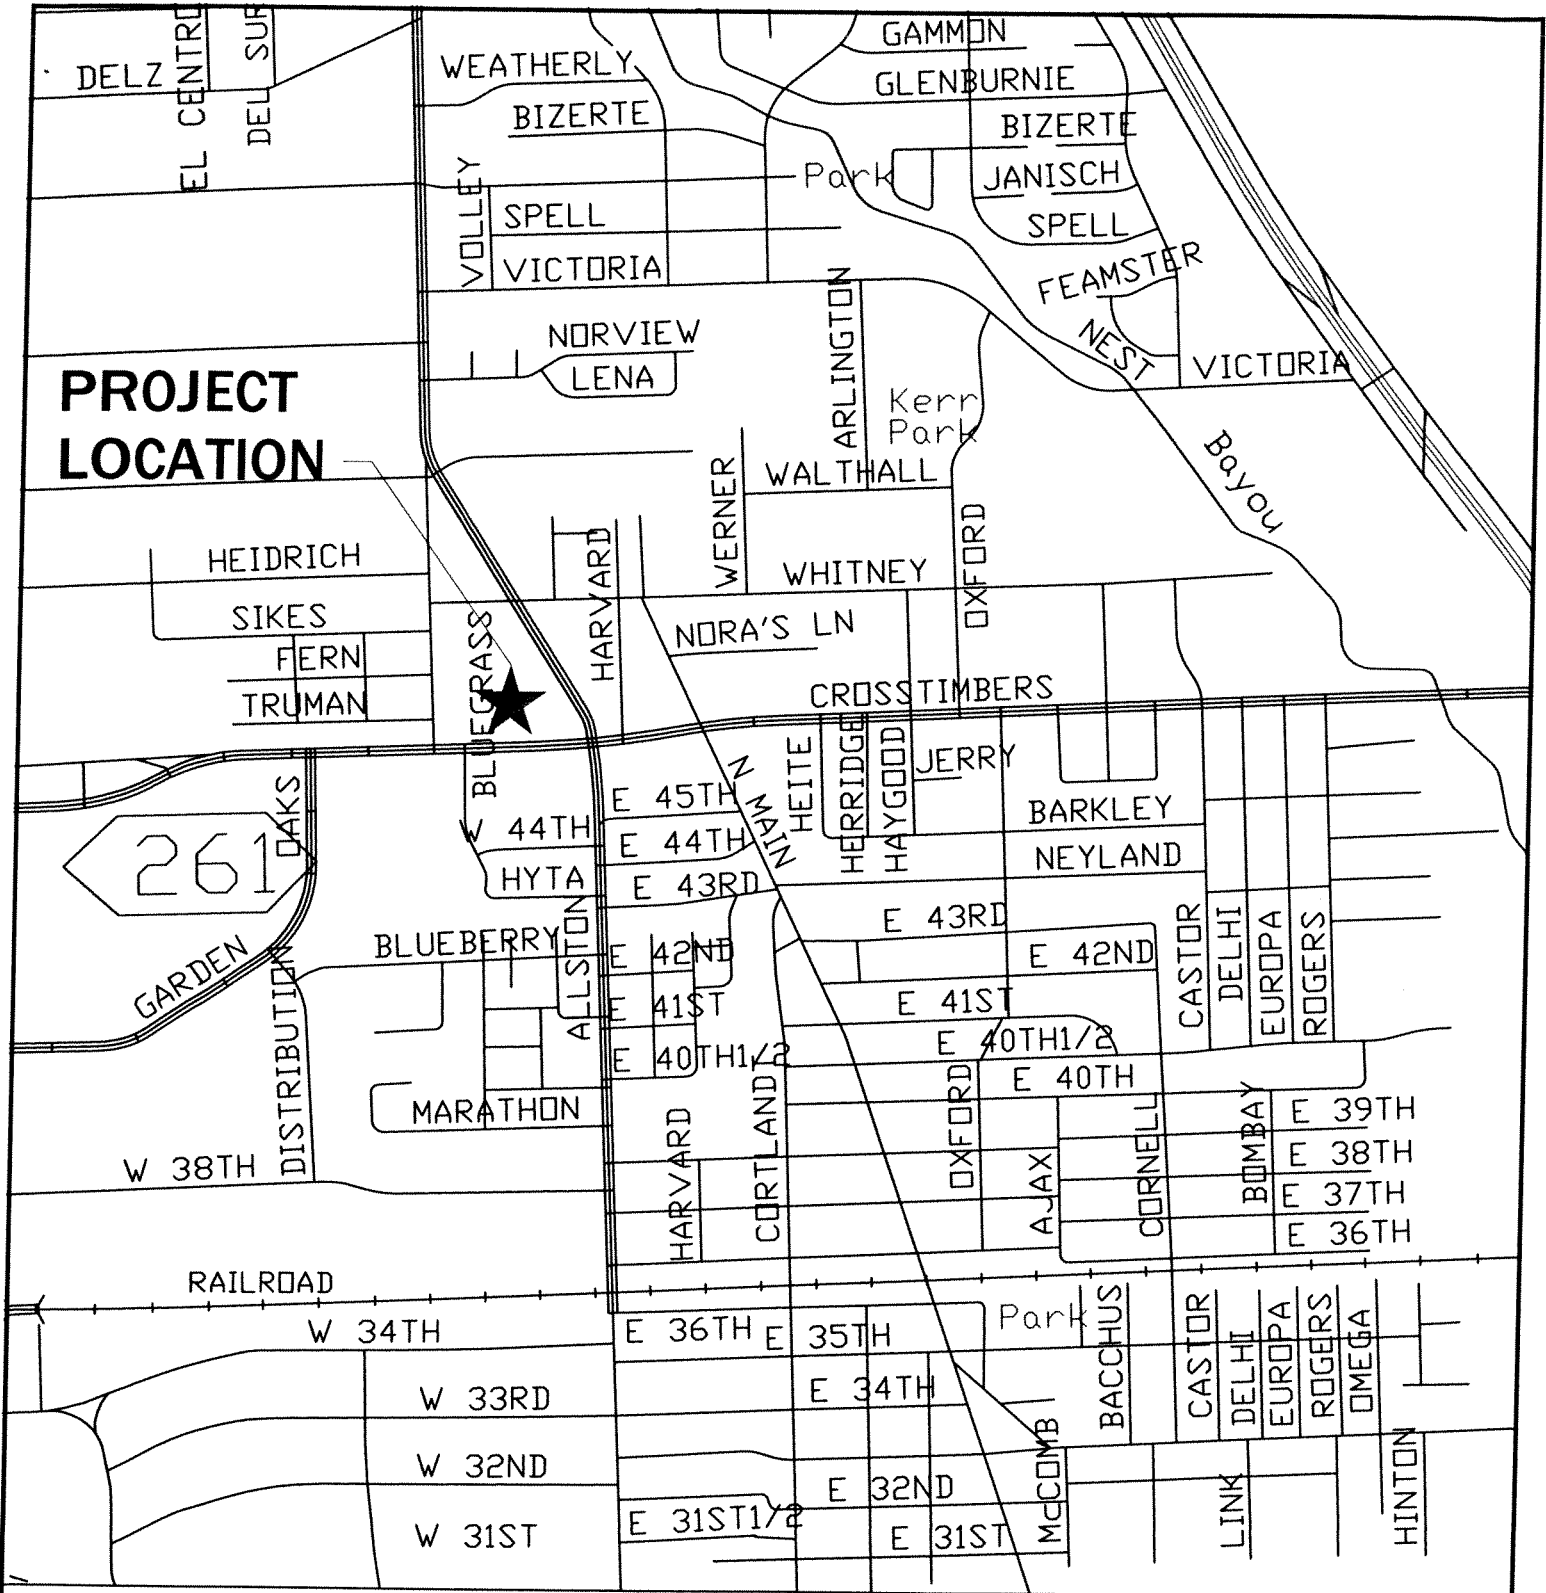 DELZ
EL CENTRO
DEL SUR
WEATHERLY
BIZERTE
GAMMON
GLENBURNIE
BIZERTE
Park
JANISCH
VOLLEY
SPELL
SPELL
VICTORIA
FEAMSTER
ARLINGTON
NORVIEW
NEST
VICTORIA
LENA
PROJECT
LOCATION
Kerr
Park
Bayou
WALTHALL
WERNER
HARVARD
OXFORD
HEIDRICH
WHITNEY
SIKES
NORA'S LN
FERN
BLUEGRASS
TRUMAN
CROSSTIMBERS
HEITE
HERRIDGE
HAYGOOD
JERRY
N MAIN
OAKS
E 45TH
BARKLEY
W 44TH
E 44TH
261
NEYLAND
HYTA
E 43RD
E 43RD
ALLSTON
BLUEBERRY
E 42ND
E 42ND
CASTOR
DELHI
EUROPA
ROGERS
GARDEN
DISTRIBUTION
E 41ST
E 41ST
E 40TH1/2
E 40TH1/2
E 40TH
MARATHON
E 39TH
HARVARD
CORTLAND
OXFORD
AJAX
CORNELL
BOMBAY
W 38TH
E 38TH
E 37TH
E 36TH
RAILROAD
Park
W 34TH
E 36TH
E 35TH
BACCHUS
CASTOR
DELHI
EUROPA
ROGERS
OMEGA
W 33RD
E 34TH
W 32ND
E 32ND
McCOMB
LINK
HINTON
W 31ST
E 31ST1/2
E 31ST